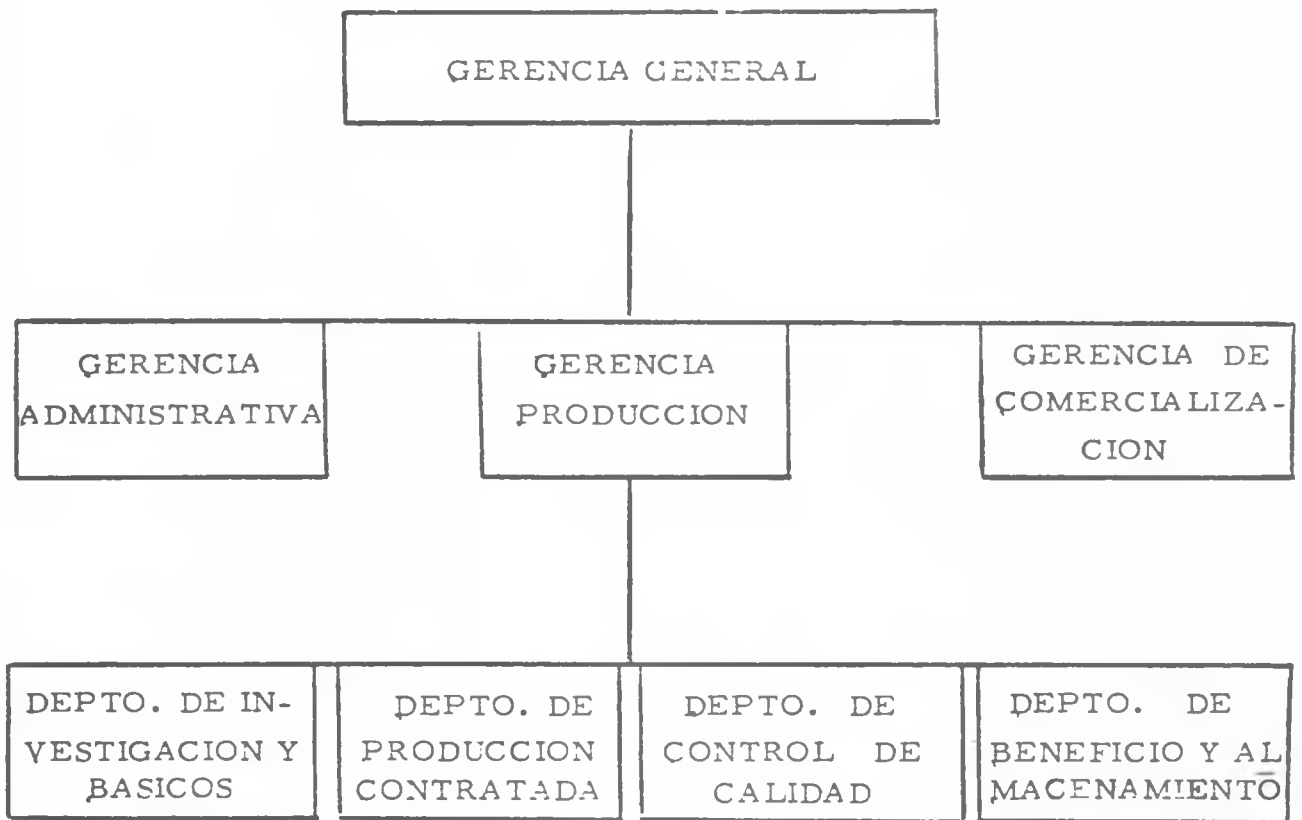 GERENCIA GENERAL
GERENCIA
ADMINISTRATIVA
GERENCIA
PRODUCCION
GERENCIA DE
COMERCIALIZA-
CION
DEPTO. DE IN-
VESTIGACION Y
BASICOS
DEPTO. DE
PRODUCCION
CONTRATADA
DEPTO. DE
CONTROL DE
CALIDAD
DEPTO. DE
BENEFICIO Y AL
MACENAMIENTO